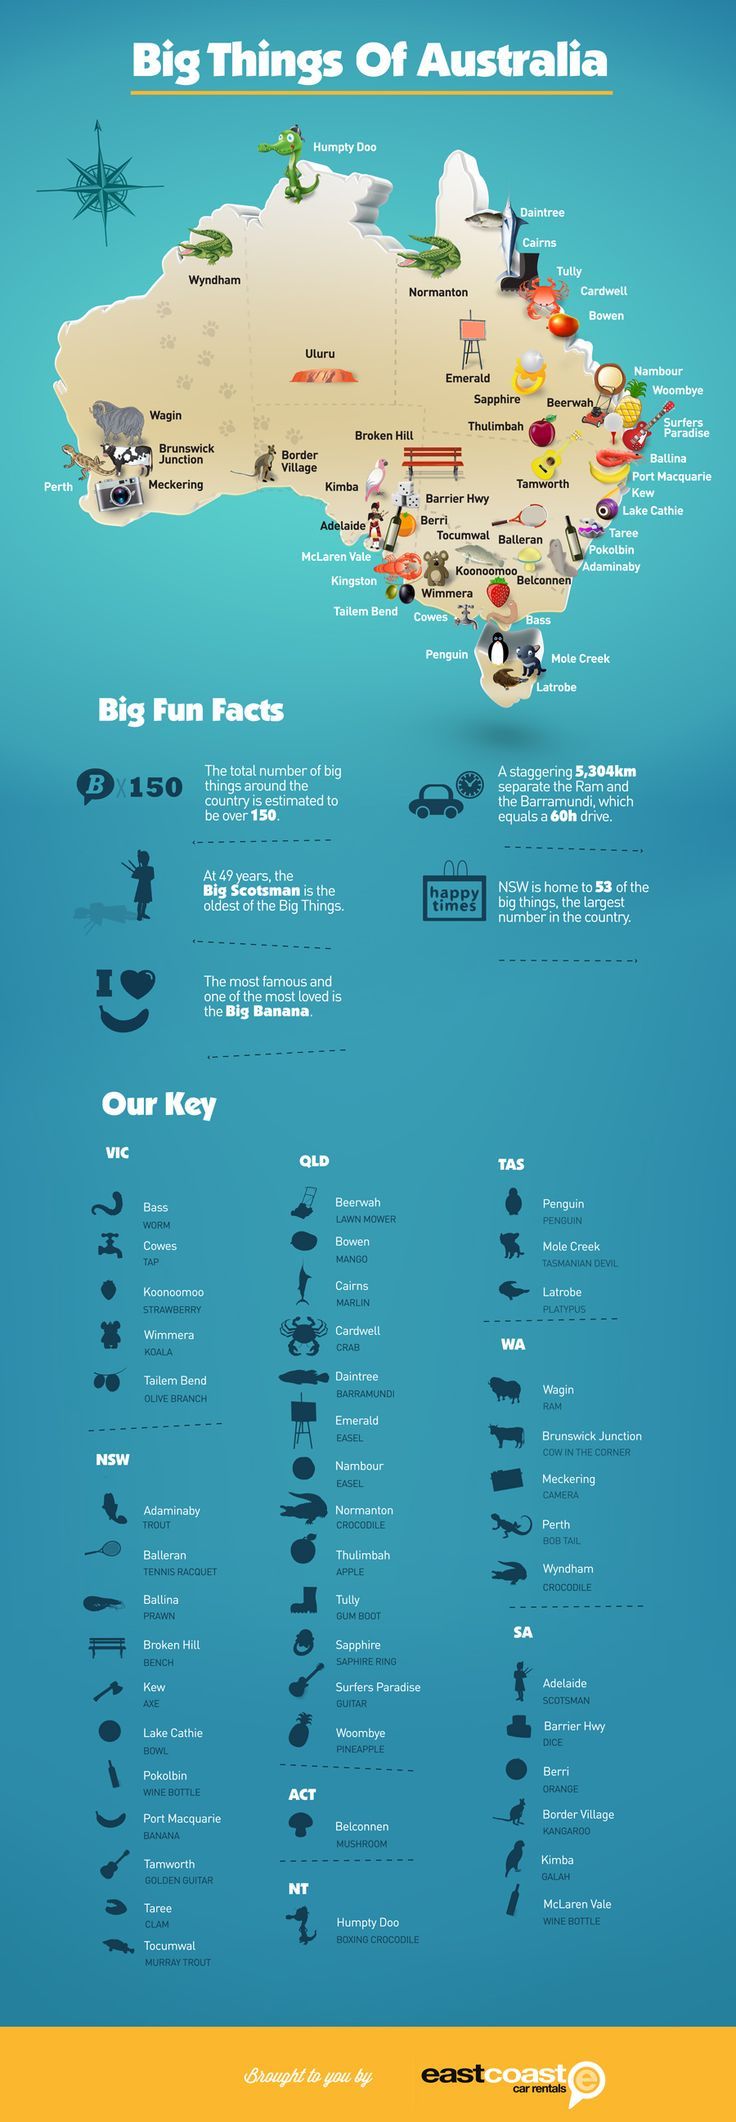 Big Things Of Australia
Humpty Doo
Daintree
Cairns
Wyndham
Normanton
Tully
Cardwell
Bowen
Uluru
Emerald
Nambour
Woombye
Sapphire
Beerwah
Wagin
Thulimbah
Surfers
Paradise
Broken Hill
Brunswick
Junction
Border
Village
Ballina
Perth
Meckering
Kimba
Tamworth
Port Macquarie
Kew
Barrier Hwy
Lake Cathie
Adelaide
Berri
Tocumwal
Balleran
Taree
McLaren Vale
Pokolbin
Koonoomoo
Adaminaby
Kingston
Belconnen
Wimmera
Tailem Bend
Cowes
Bass
Penguin
Mole Creek
Latrobe
Big Fun Facts
B x 150
The total number of big
things around the
country is estimated to
be over 150.
A staggering 5,304km
separate the Ram and
the Barramundi, which
equals a 60h drive.
At 49 years, the
Big Scotsman is the
oldest of the Big Things.
happy
times
NSW is home to 53 of the
big things, the largest
number in the country.
I
The most famous and
one of the most loved is
the Big Banana.
Our Key
VIC
Bass
WORM
Cowes
TAP
Koonoomoo
STRAWBERRY
Wimmera
KOALA
Tailem Bend
OLIVE BRANCH
NSW
Adaminaby
TROUT
Balleran
TENNIS RACQUET
Ballina
PRAWN
Broken Hill
BENCH
Kew
AXE
Lake Cathie
BOWL
Pokolbin
WINE BOTTLE
Port Macquarie
BANANA
Tamworth
GOLDEN GUITAR
Taree
CLAM
Tocumwal
MURRAY TROUT
QLD
Beerwah
LAWN MOWER
Bowen
MANGO
Cairns
MARLIN
Cardwell
CRAB
Daintree
BARRAMUNDI
Emerald
EASEL
Nambour
EASEL
Normanton
CROCODILE
Thulimbah
APPLE
Tully
GUM BOOT
Sapphire
SAPHIRE RING
Surfers Paradise
GUITAR
Woombye
PINEAPPLE
ACT
Belconnen
MUSHROOM
NT
Humpty Doo
BOXING CROCODILE
TAS
Penguin
PENGUIN
Mole Creek
TASMANIAN DEVIL
Latrobe
PLATYPUS
WA
Wagin
RAM
Brunswick Junction
COW IN THE CORNER
Meckering
CAMERA
Perth
BOB TAIL
Wyndham
CROCODILE
SA
Adelaide
SCOTSMAN
Barrier Hwy
DICE
Berri
ORANGE
Border Village
KANGAROO
Kimba
GALAH
McLaren Vale
WINE BOTTLE
Brought to you by
eastcoast e
car rentals